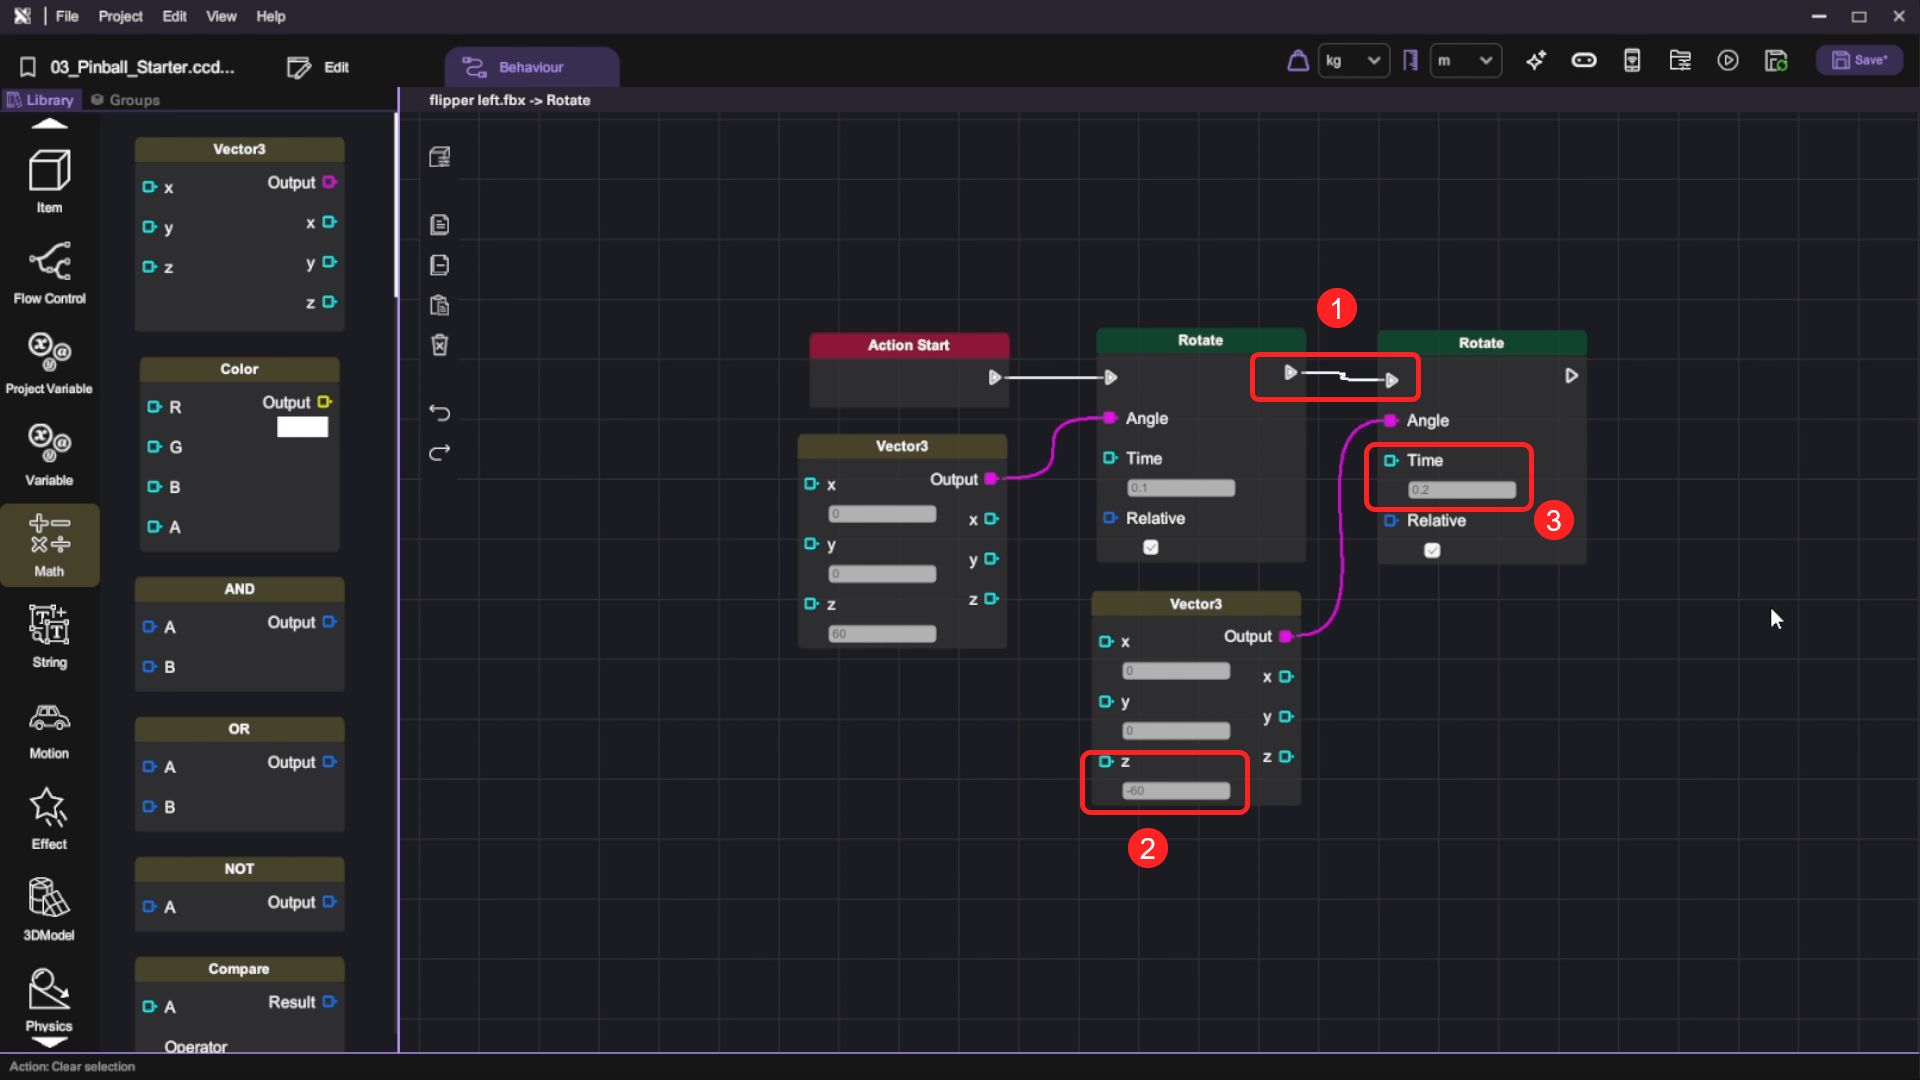 File Project Edit View Help
03_Pinball_Starter.ccd... Edit
Behaviour
kg
m
Save*
Library Groups
flipper left.fbx -> Rotate
Item
Flow Control
Project Variable
Variable
Math
String
Motion
Effect
3DModel
Physics
Vector3
x Output
y x
z y
z
Color
R Output
G
B
A
AND
A Output
B
OR
A Output
B
NOT
A Output
Compare
A Result
Operator
Action Start
Vector3
Output
x
0
x
y
0
y
z
60
z
Rotate
Angle
Time
0.1
Relative
1
Rotate
Angle
Time
0.2
Relative
3
Vector3
Output
x
0
x
y
0
y
z
-60
z
2
Action: Clear selection